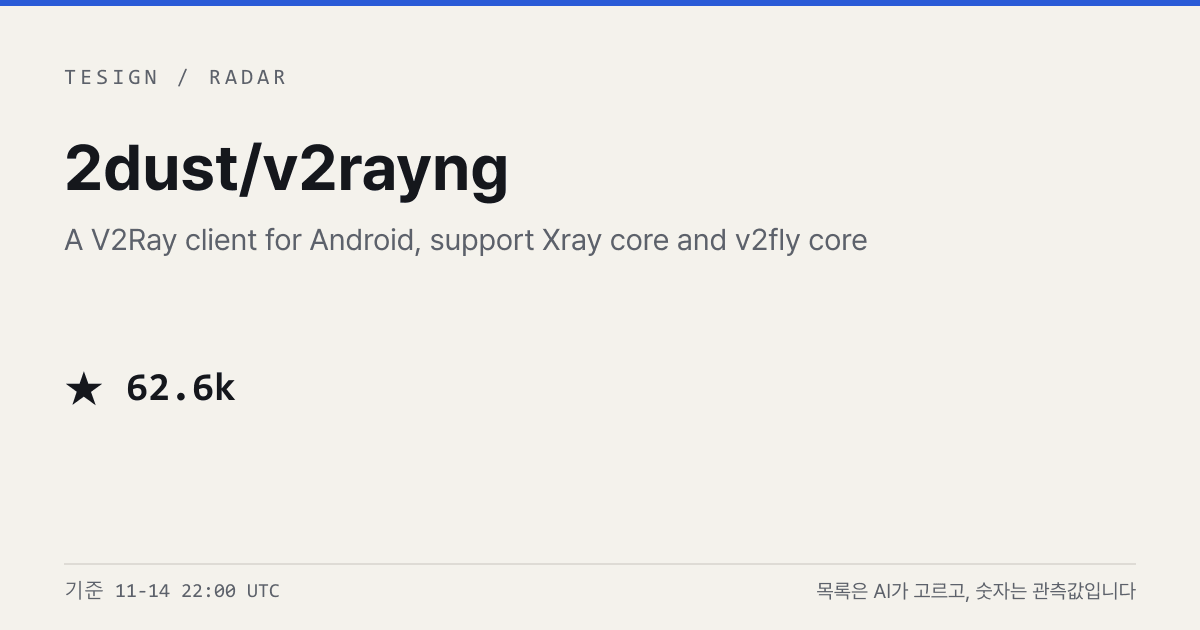 TESIGN / RADAR
2dust/v2rayng
A V2Ray client for Android, support Xray core and v2fly core
★ 62.6k
기준 11-14 22:00 UTC
목록은 AI가 고르고, 숫자는 관측값입니다